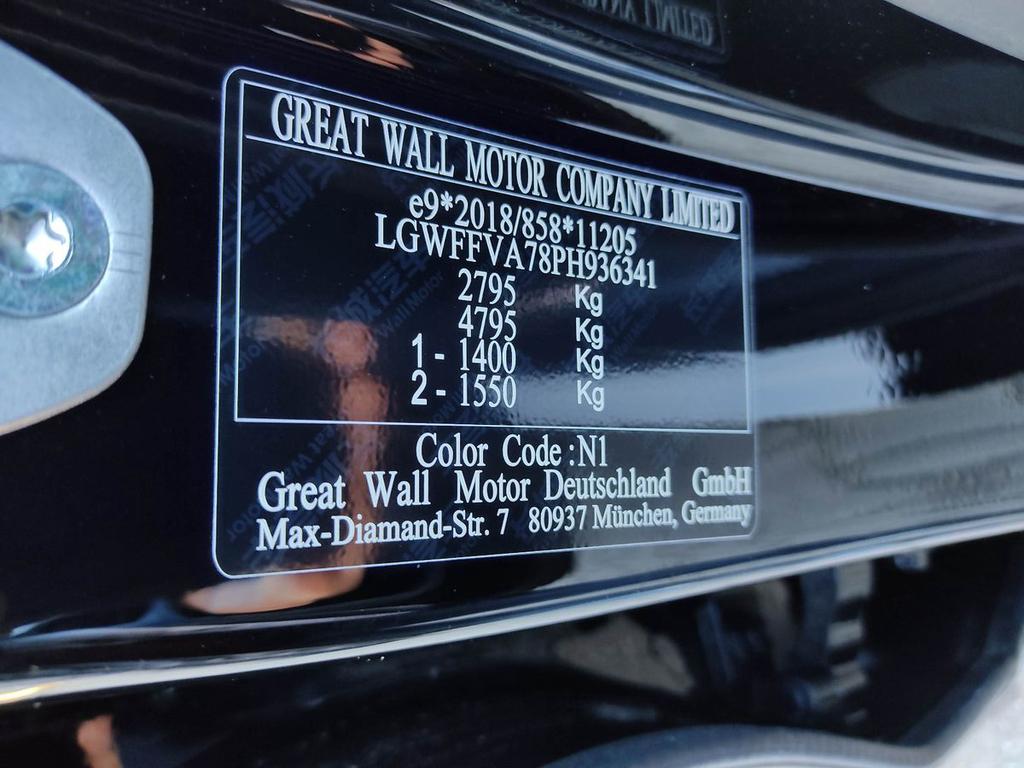 GREAT WALL MOTOR COMPANY LIMITED
e9*2018/858*11205
LGWFFVA78PH936341
2795 Kg
4795 Kg
1 - 1400 Kg
2 - 1550 Kg
Color Code :N1
Great Wall Motor Deutschland GmbH
Max-Diamand-Str. 7 80937 München, Germany